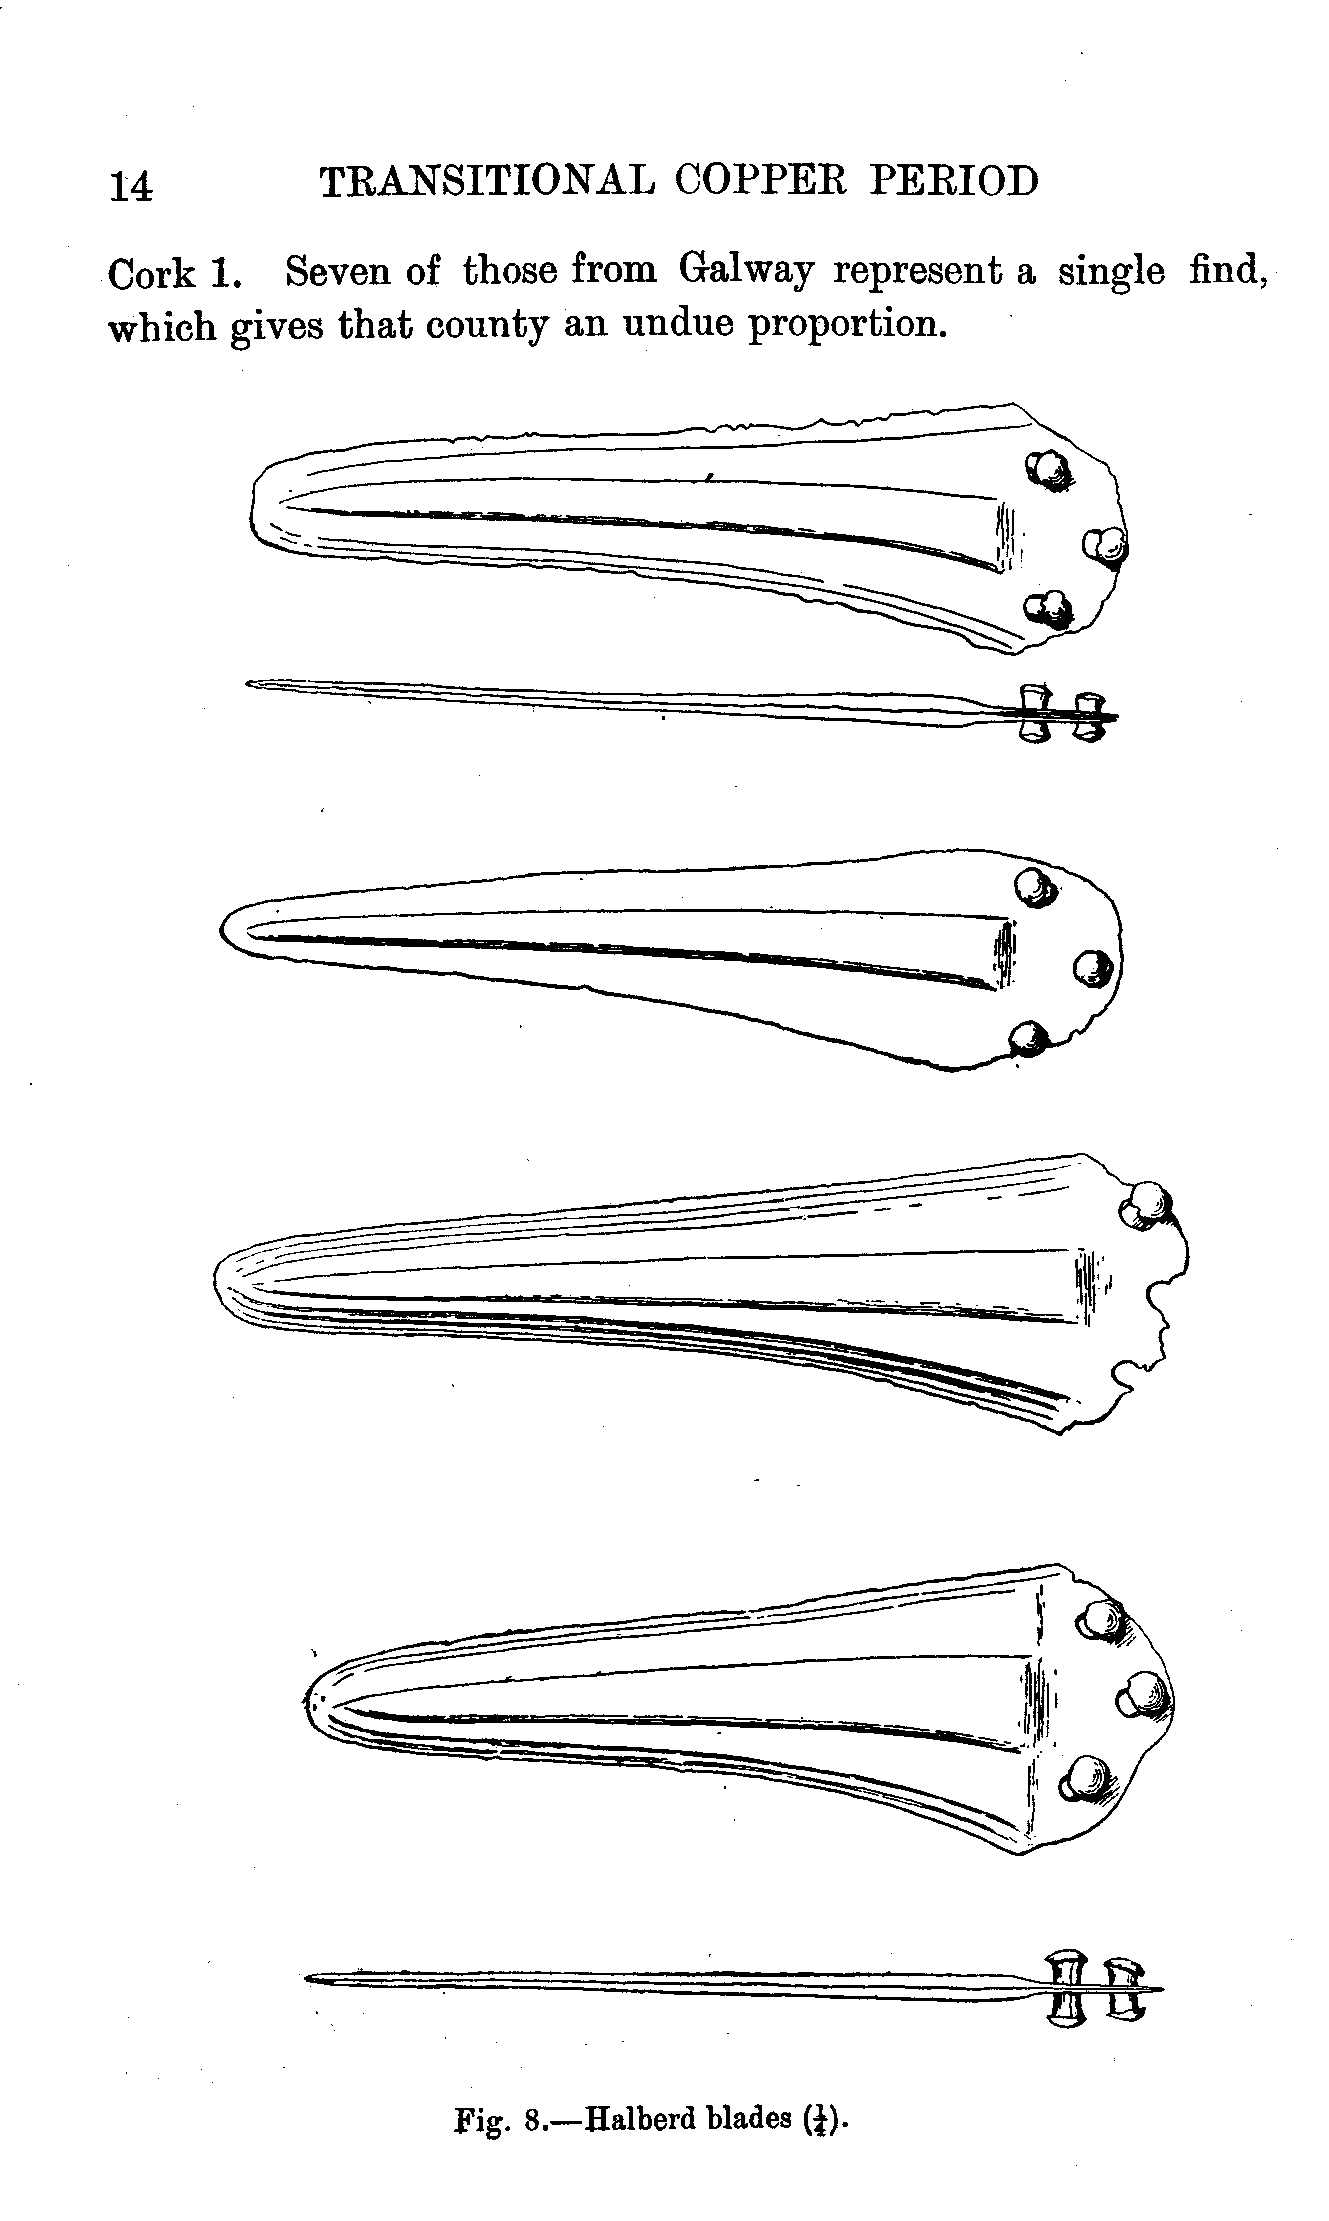 14 TRANSITIONAL COPPER PERIOD
Cork 1. Seven of those from Galway represent a single find,
which gives that county an undue proportion.
Fig. 8.—Halberd blades (¼).